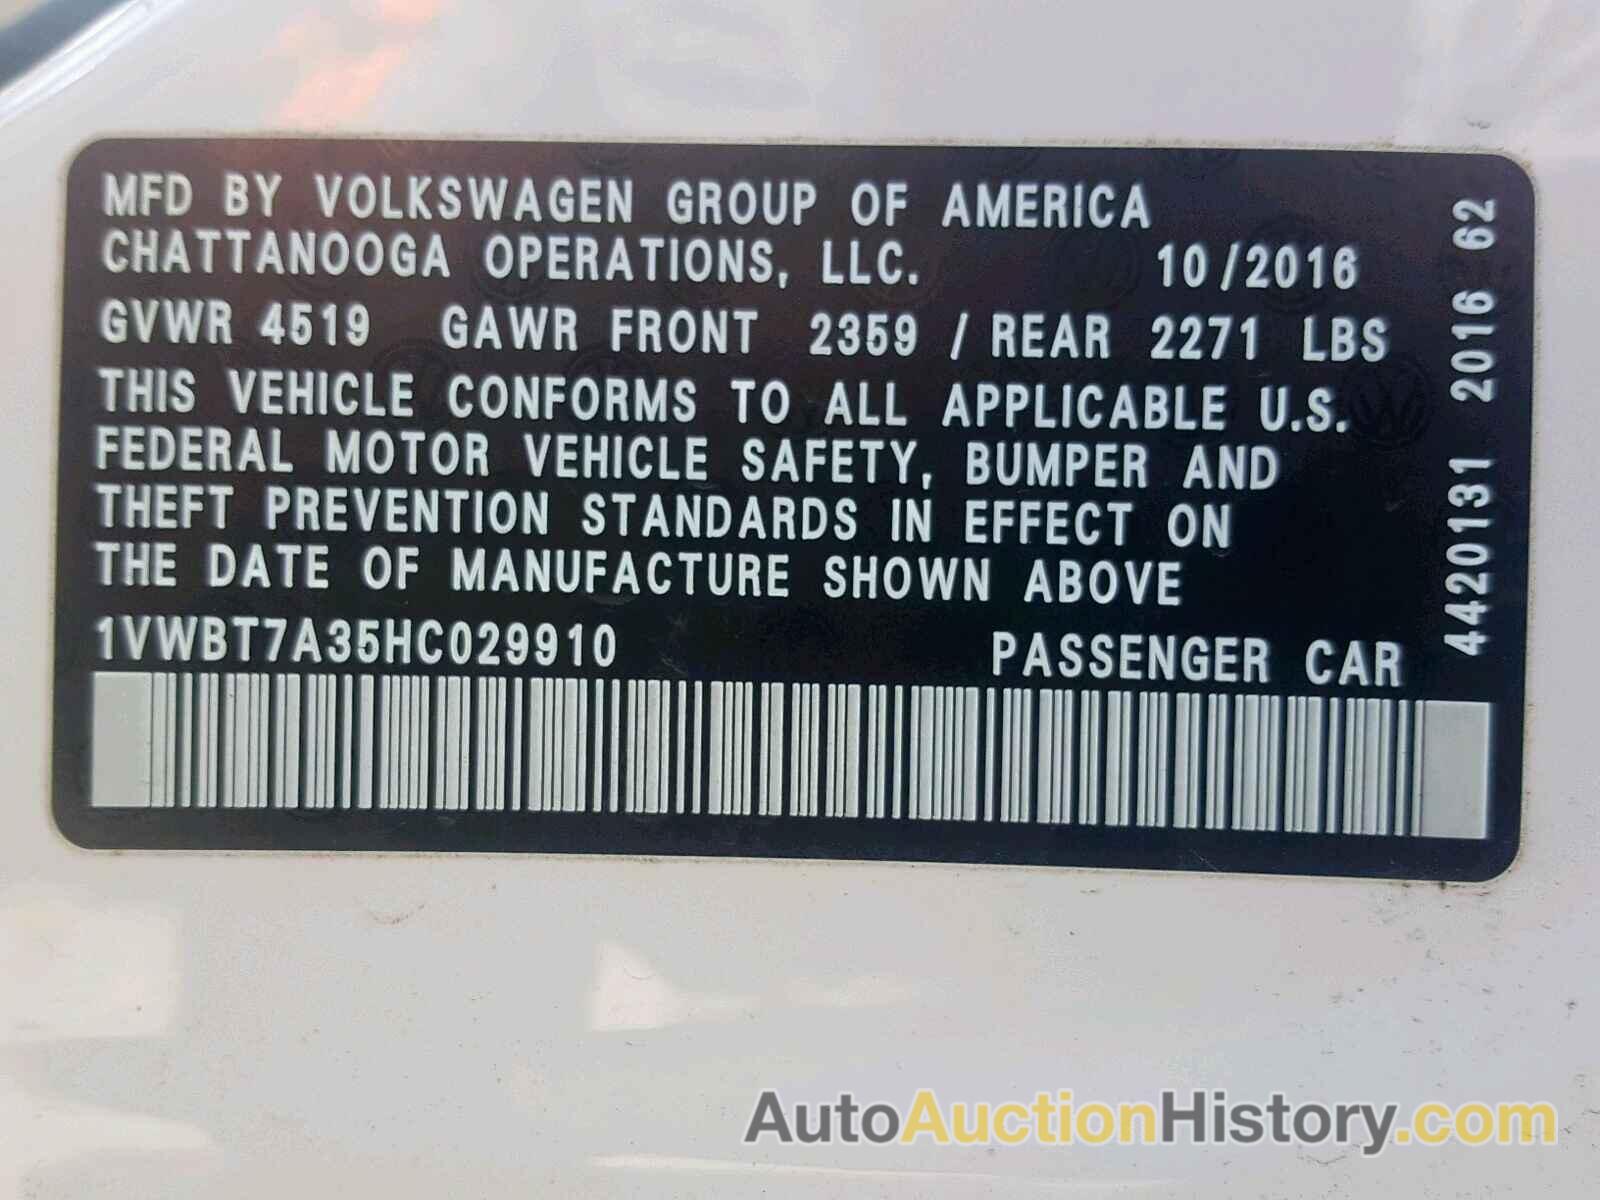 MFD BY VOLKSWAGEN GROUP OF AMERICA
CHATTANOOGA OPERATIONS, LLC. 10/2016
GVWR 4519 GAWR FRONT 2359 / REAR 2271 LBS
THIS VEHICLE CONFORMS TO ALL APPLICABLE U.S.
FEDERAL MOTOR VEHICLE SAFETY, BUMPER AND
THEFT PREVENTION STANDARDS IN EFFECT ON
THE DATE OF MANUFACTURE SHOWN ABOVE
1VWBT7A35HC029910 PASSENGER CAR
4420131 2016 62
AutoAuctionHistory.com